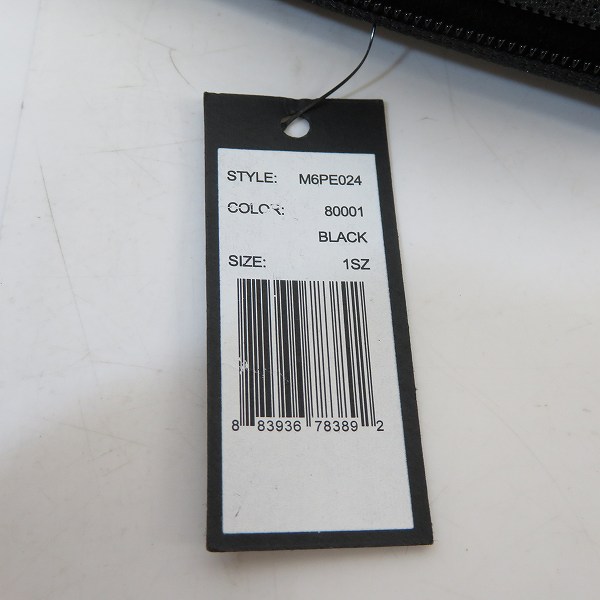 STYLE: M6PE024
COLOR: 80001
BLACK
SIZE: 1SZ
8 83936 78389 2